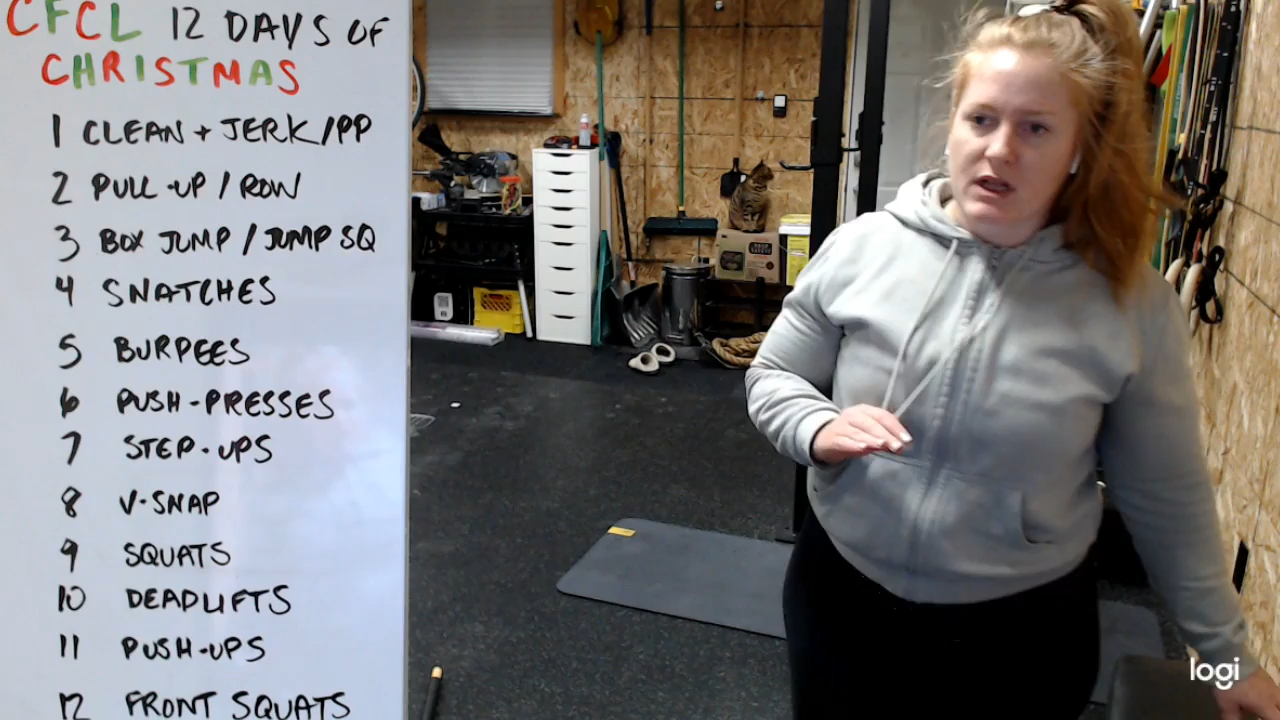 CFCL 12 DAYS OF
CHRISTMAS
1 CLEAN + JERK/PP
2 PULL-UP / ROW
3 BOX JUMP / JUMP SQ
4 SNATCHES
5 BURPEES
6 PUSH-PRESSES
7 STEP-UPS
8 V-SNAP
9 SQUATS
10 DEADLIFTS
11 PUSH-UPS
12 FRONT SQUATS
logi